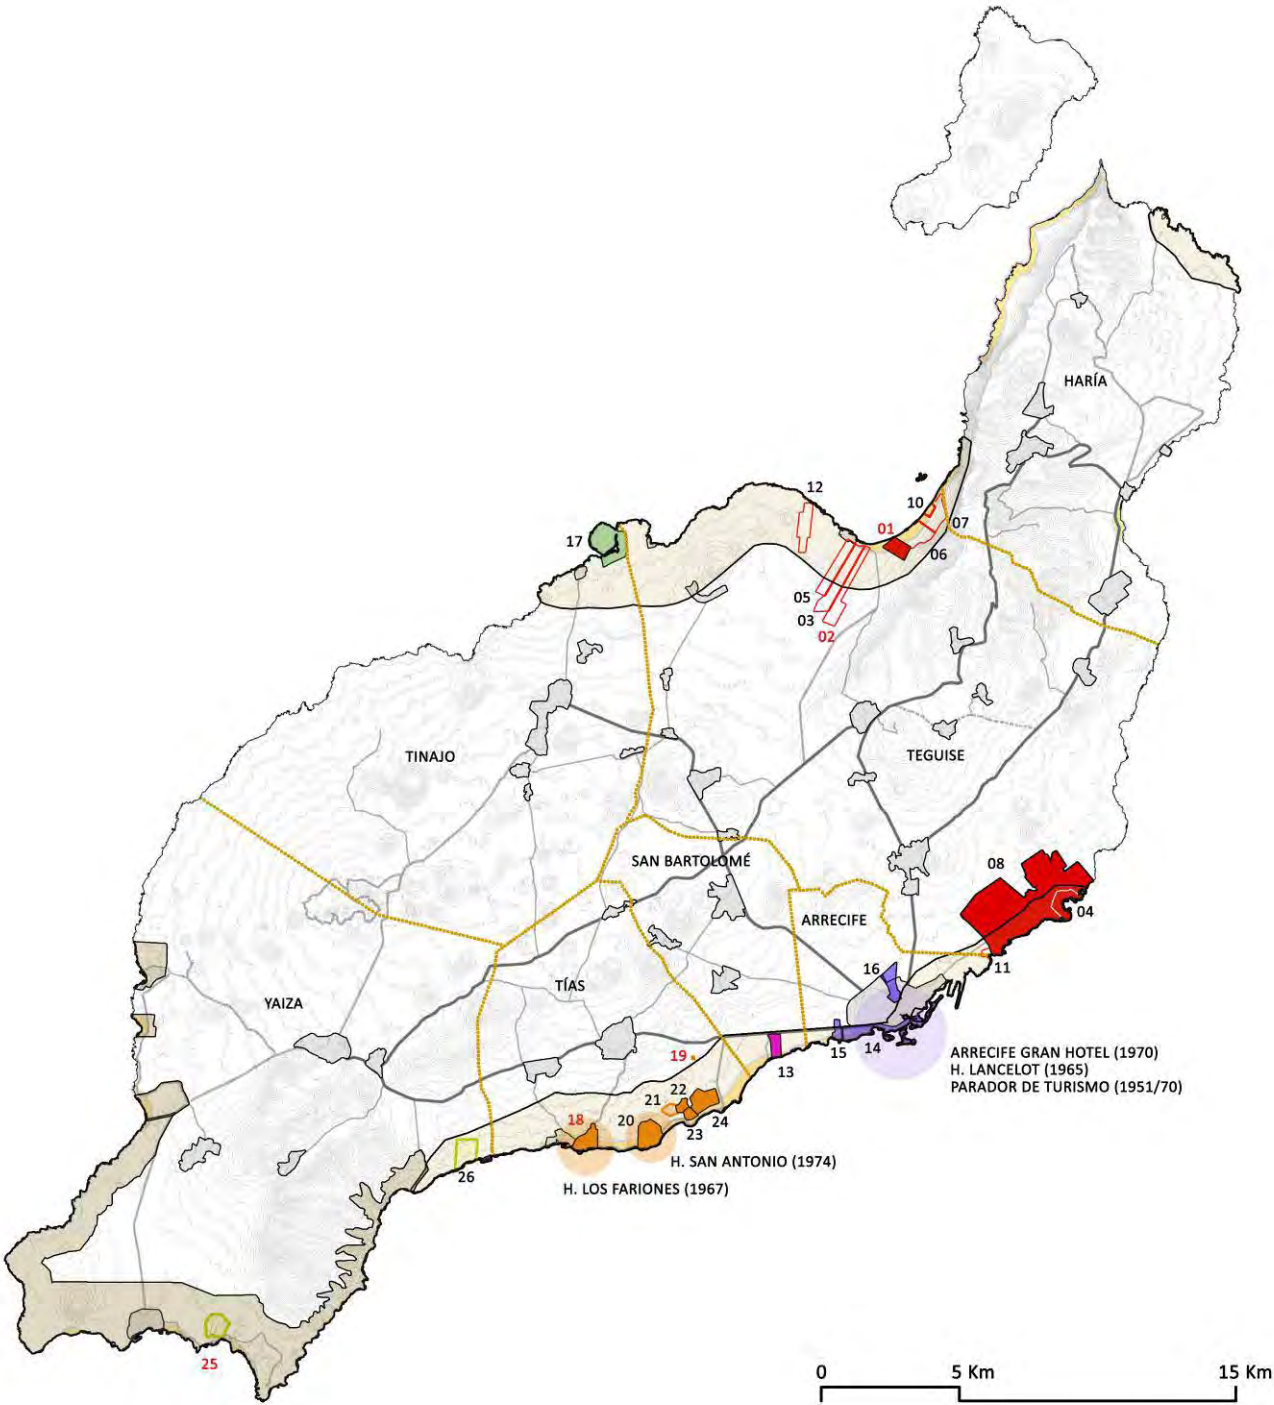 HARÍA
12
10
01
07
17
06
05
03
02
TINAJO
TEGUISE
SAN BARTOLOMÉ
08
04
ARRECIFE
11
16
TÍAS
YAIZA
15
14
13
19
ARRECIFE GRAN HOTEL (1970)
H. LANCELOT (1965)
PARADOR DE TURISMO (1951/70)
22
21
18
20
24
23
H. SAN ANTONIO (1974)
26
H. LOS FARIONES (1967)
25
0
5 Km
15 Km